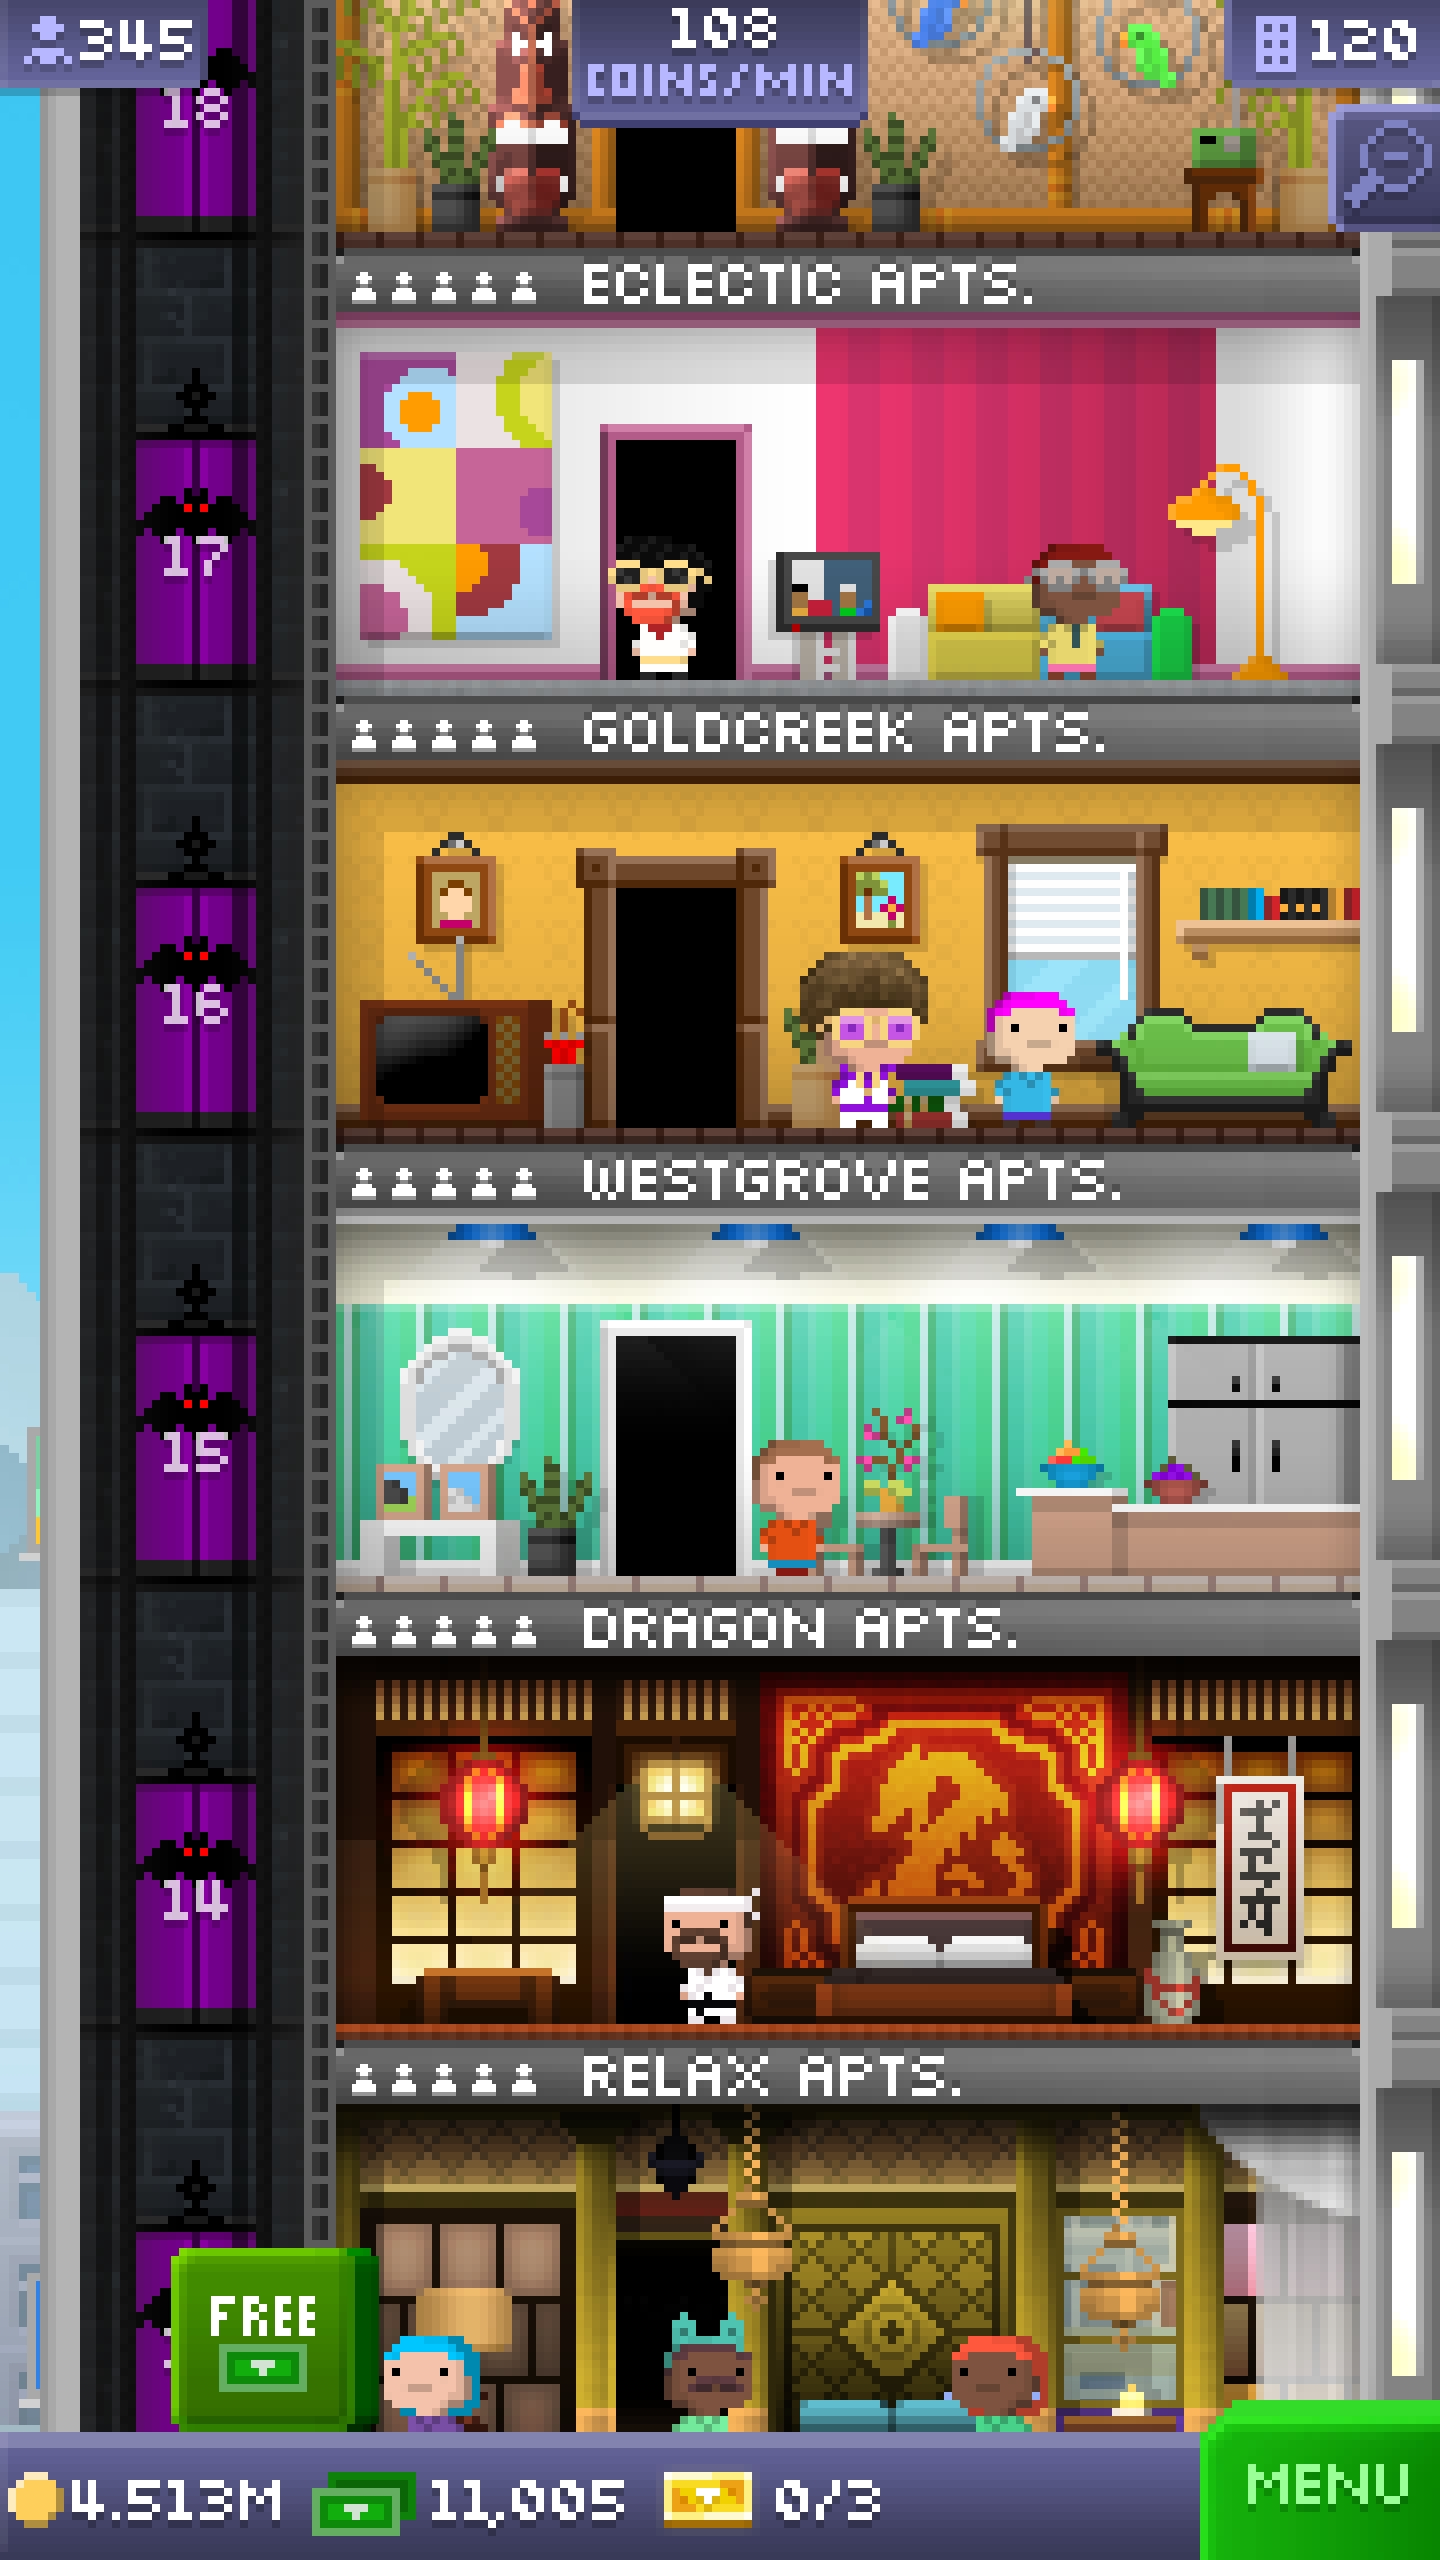 345
108
COINS/MIN
120
18
ECLECTIC APTS.
17
GOLDCREEK APTS.
16
WESTGROVE APTS.
15
DRAGON APTS.
14
RELAX APTS.
FREE
4.513M
11,005
0/3
MENU